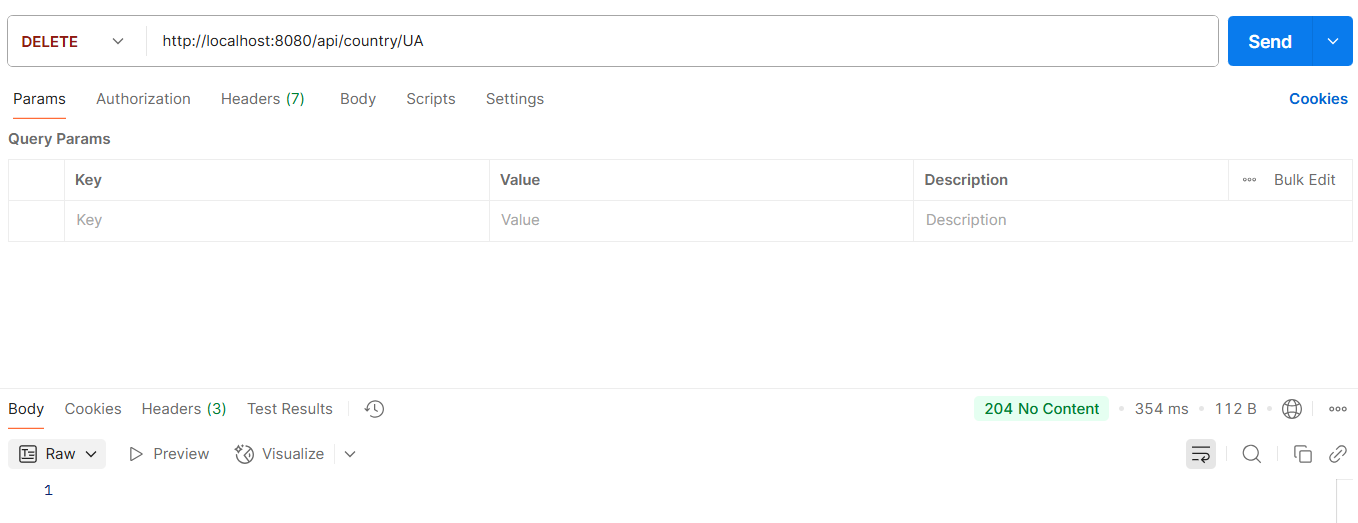 DELETE http://localhost:8080/api/country/UA Send
Params Authorization Headers (7) Body Scripts Settings Cookies
Query Params
Key Value Description Bulk Edit
Key Value Description
Body Cookies Headers (3) Test Results 204 No Content 354 ms 112 B
Raw Preview Visualize
1